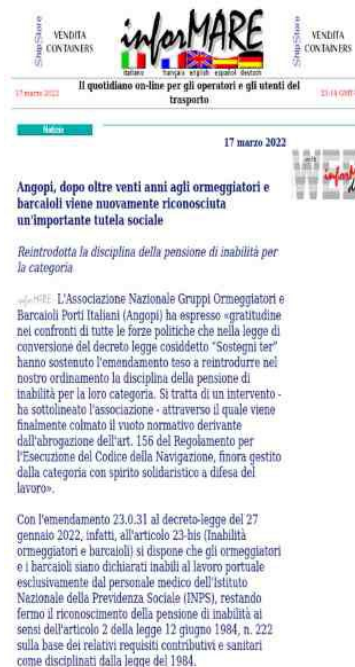 ShipStore
VENDITA
CONTAINERS
inforMARE
ShipStore
VENDITA
CONTAINERS
italiano français english español deutsch
17 marzo 2022
Il quotidiano on-line per gli operatori e gli utenti del
trasporto
Notizie
17 marzo 2022
Angopi, dopo oltre venti anni agli ormeggiatori e
barcaioli viene nuovamente riconosciuta
un'importante tutela sociale
Reintrodotta la disciplina della pensione di inabilità per
la categoria
inforMARE - L'Associazione Nazionale Gruppi Ormeggiatori e
Barcaioli Porti Italiani (Angopi) ha espresso «gratitudine
nei confronti di tutte le forze politiche che nella legge di
conversione del decreto legge cosiddetto "Sostegni ter"
hanno sostenuto l'emendamento teso a reintrodurre nel
nostro ordinamento la disciplina della pensione di
inabilità per la loro categoria. Si tratta di un intervento -
ha sottolineato l'associazione - attraverso il quale viene
finalmente colmato il vuoto normativo derivante
dall'abrogazione dell'art. 156 del Regolamento per
l'Esecuzione del Codice della Navigazione, finora gestito
dalla categoria con spirito solidaristico a difesa del
lavoro».
Con l'emendamento 23.0.31 al decreto-legge del 27
gennaio 2022, infatti, all'articolo 23-bis (Inabilità
ormeggiatori e barcaioli) si dispone che gli ormeggiatori
e i barcaioli siano dichiarati inabili al lavoro portuale
esclusivamente dal personale medico dell'Istituto
Nazionale della Previdenza Sociale (INPS), restando
fermo il riconoscimento della pensione di inabilità ai
sensi dell'articolo 2 della legge 12 giugno 1984, n. 222
sulla base dei relativi requisiti contributivi e sanitari
come disciplinati dalla legge del 1984.